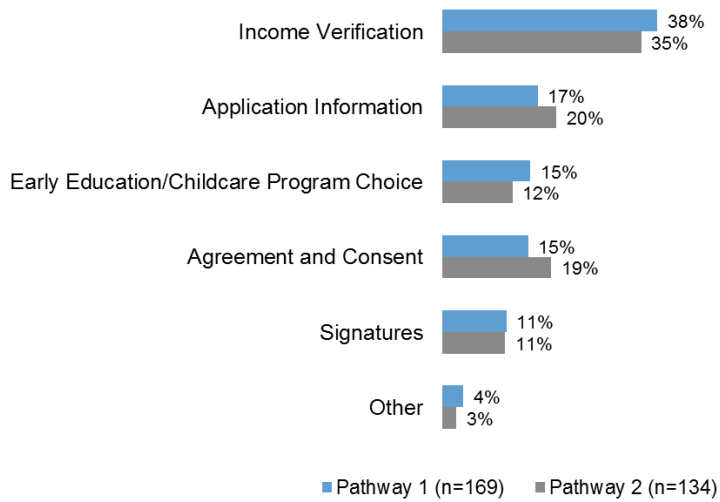 Income Verification
38%
35%
Application Information
17%
20%
Early Education/Childcare Program Choice
15%
12%
Agreement and Consent
15%
19%
Signatures
11%
11%
Other
4%
3%
Pathway 1 (n=169) Pathway 2 (n=134)